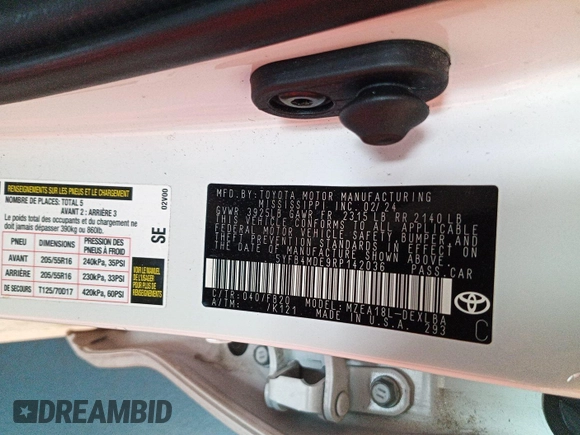 RENSEIGNEMENTS SUR LES PNEUS ET LE CHARGEMENT
NOMBRE DE PLACES: TOTAL 5
AVANT 2 : ARRIÈRE 3
Le poids total des occupants et du chargement ne
doit jamais dépasser 390kg ou 860lb.
PNEU DIMENSIONS PRESSION DES PNEUS À FROID
AVANT 205/55R16 240kPa, 35PSI
ARRIÈRE 205/55R16 230kPa, 33PSI
DE SECOURS T125/70D17 420kPa, 60PSI
SE
02V00
MFD.BY: TOYOTA MOTOR MANUFACTURING
MISSISSIPPI, INC. 02/24
GVWR 3925LB GAWR FR 2315LB RR 2140LB
THIS VEHICLE CONFORMS TO ALL APPLICABLE
FEDERAL MOTOR VEHICLE SAFETY, BUMPER, AND
THEFT PREVENTION STANDARDS IN EFFECT ON
THE DATE OF MANUFACTURE SHOWN ABOVE.
5YFB4MDE9RP142036 PASS.CAR
C/TR: 040/FB20 MODEL: MZEA18L-DEXLBA
A/TM: /K121 MADE IN U.S.A. 293
TOYOTA
C
DREAMBID